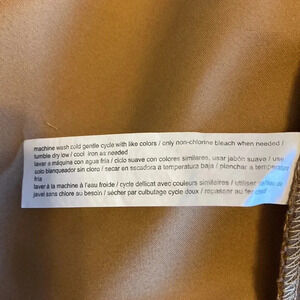 machine wash cold gentle cycle with like colors / only non-chlorine bleach when needed /
tumble dry low / cool iron as needed
lavar a máquina con agua fria / ciclo suave con colores similares, usar jabón suave / use
solo blanqueador sin cloro / secar en secadora a temperatura baja / planchar a temperatura
fria
laver à la machine à l'eau froide / cycle délicat avec couleurs similaires / utiliser de
javel sans chlore au besoin / sécher par culbutage cycle doux / repasser au fer